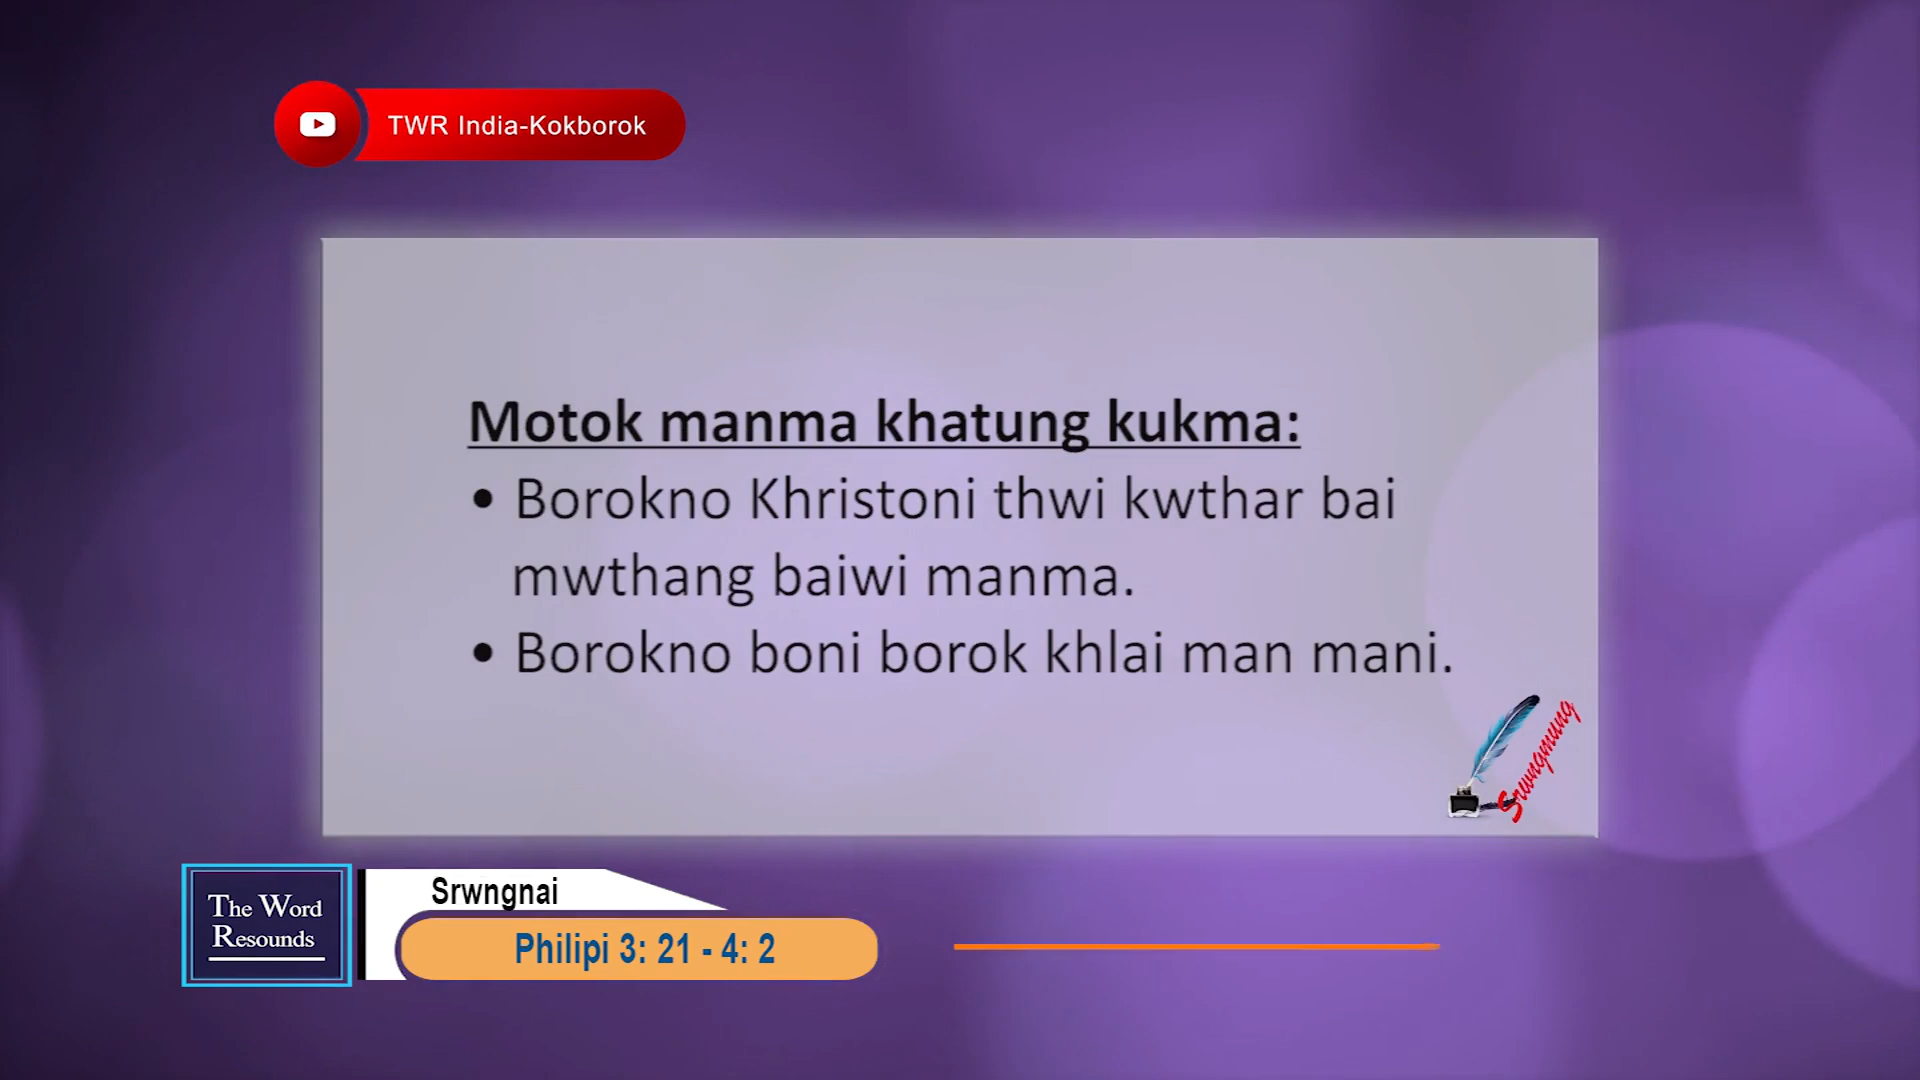 TWR India-Kokborok
Motok manma khatung kukma:
• Borokno Khristoni thwi kwthar bai
mwthang baiwi manma.
• Borokno boni borok khlai man mani.
Srwngmung
The Word
Resounds
Srwngnai
Philipi 3: 21 - 4: 2